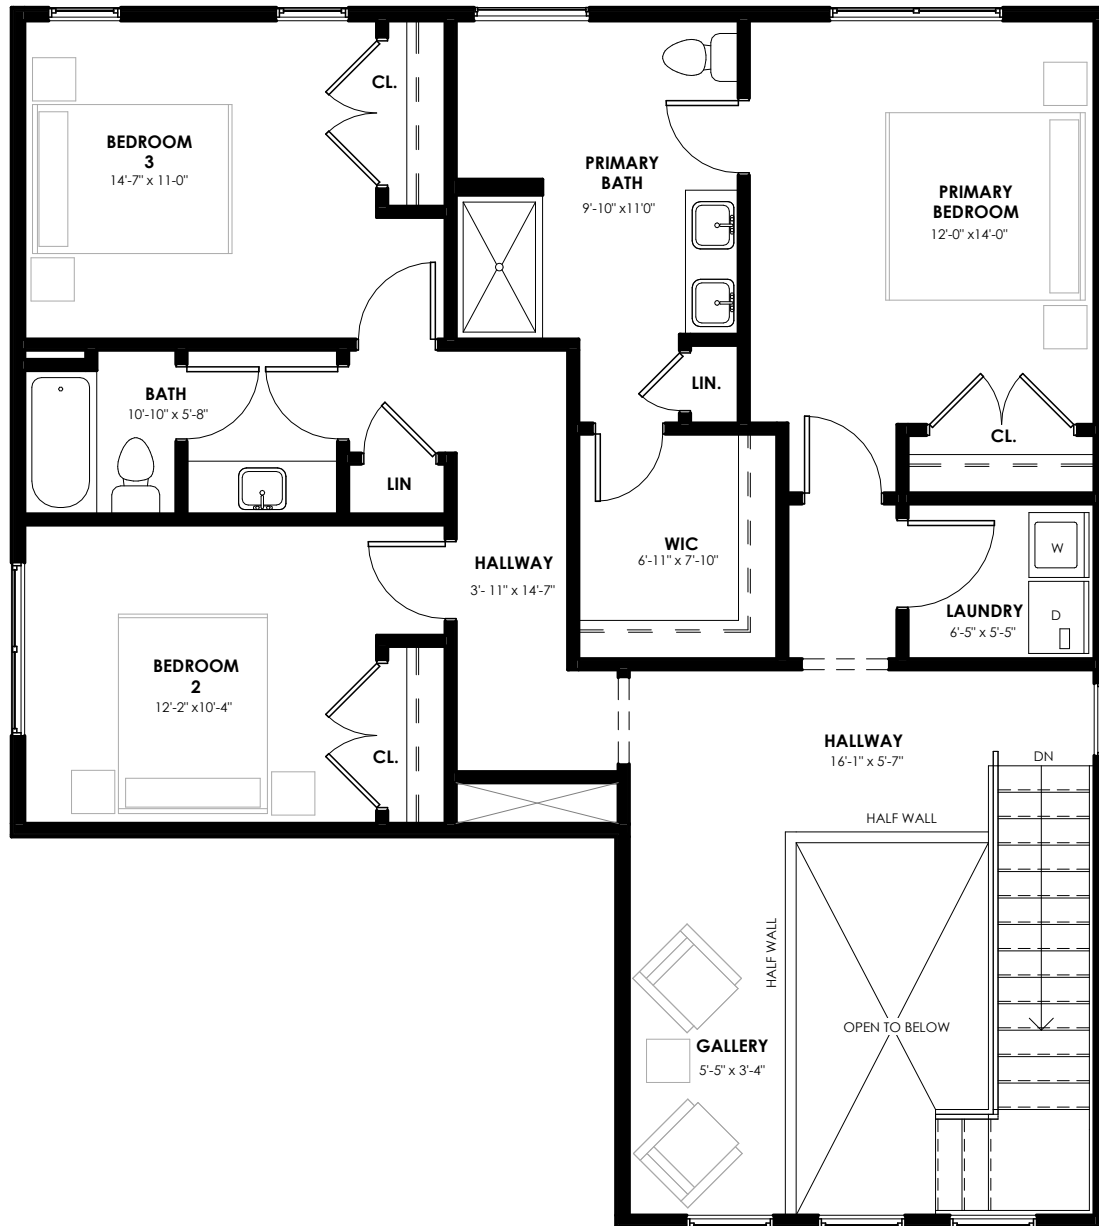 CL.
BEDROOM
3
14'-7" x 11-0"
PRIMARY
BATH
9'-10" x11'0"
PRIMARY
BEDROOM
12'-0" x14'-0"
BATH
10'-10" x 5'-8"
LIN.
LIN
CL.
HALLWAY
3'- 11" x 14'-7"
WIC
6'-11" x 7'-10"
W
D
LAUNDRY
6'-5" x 5'-5"
BEDROOM
2
12'-2" x10'-4"
CL.
HALLWAY
16'-1" x 5'-7"
DN
HALF WALL
HALF WALL
OPEN TO BELOW
GALLERY
5'-5" x 3'-4"